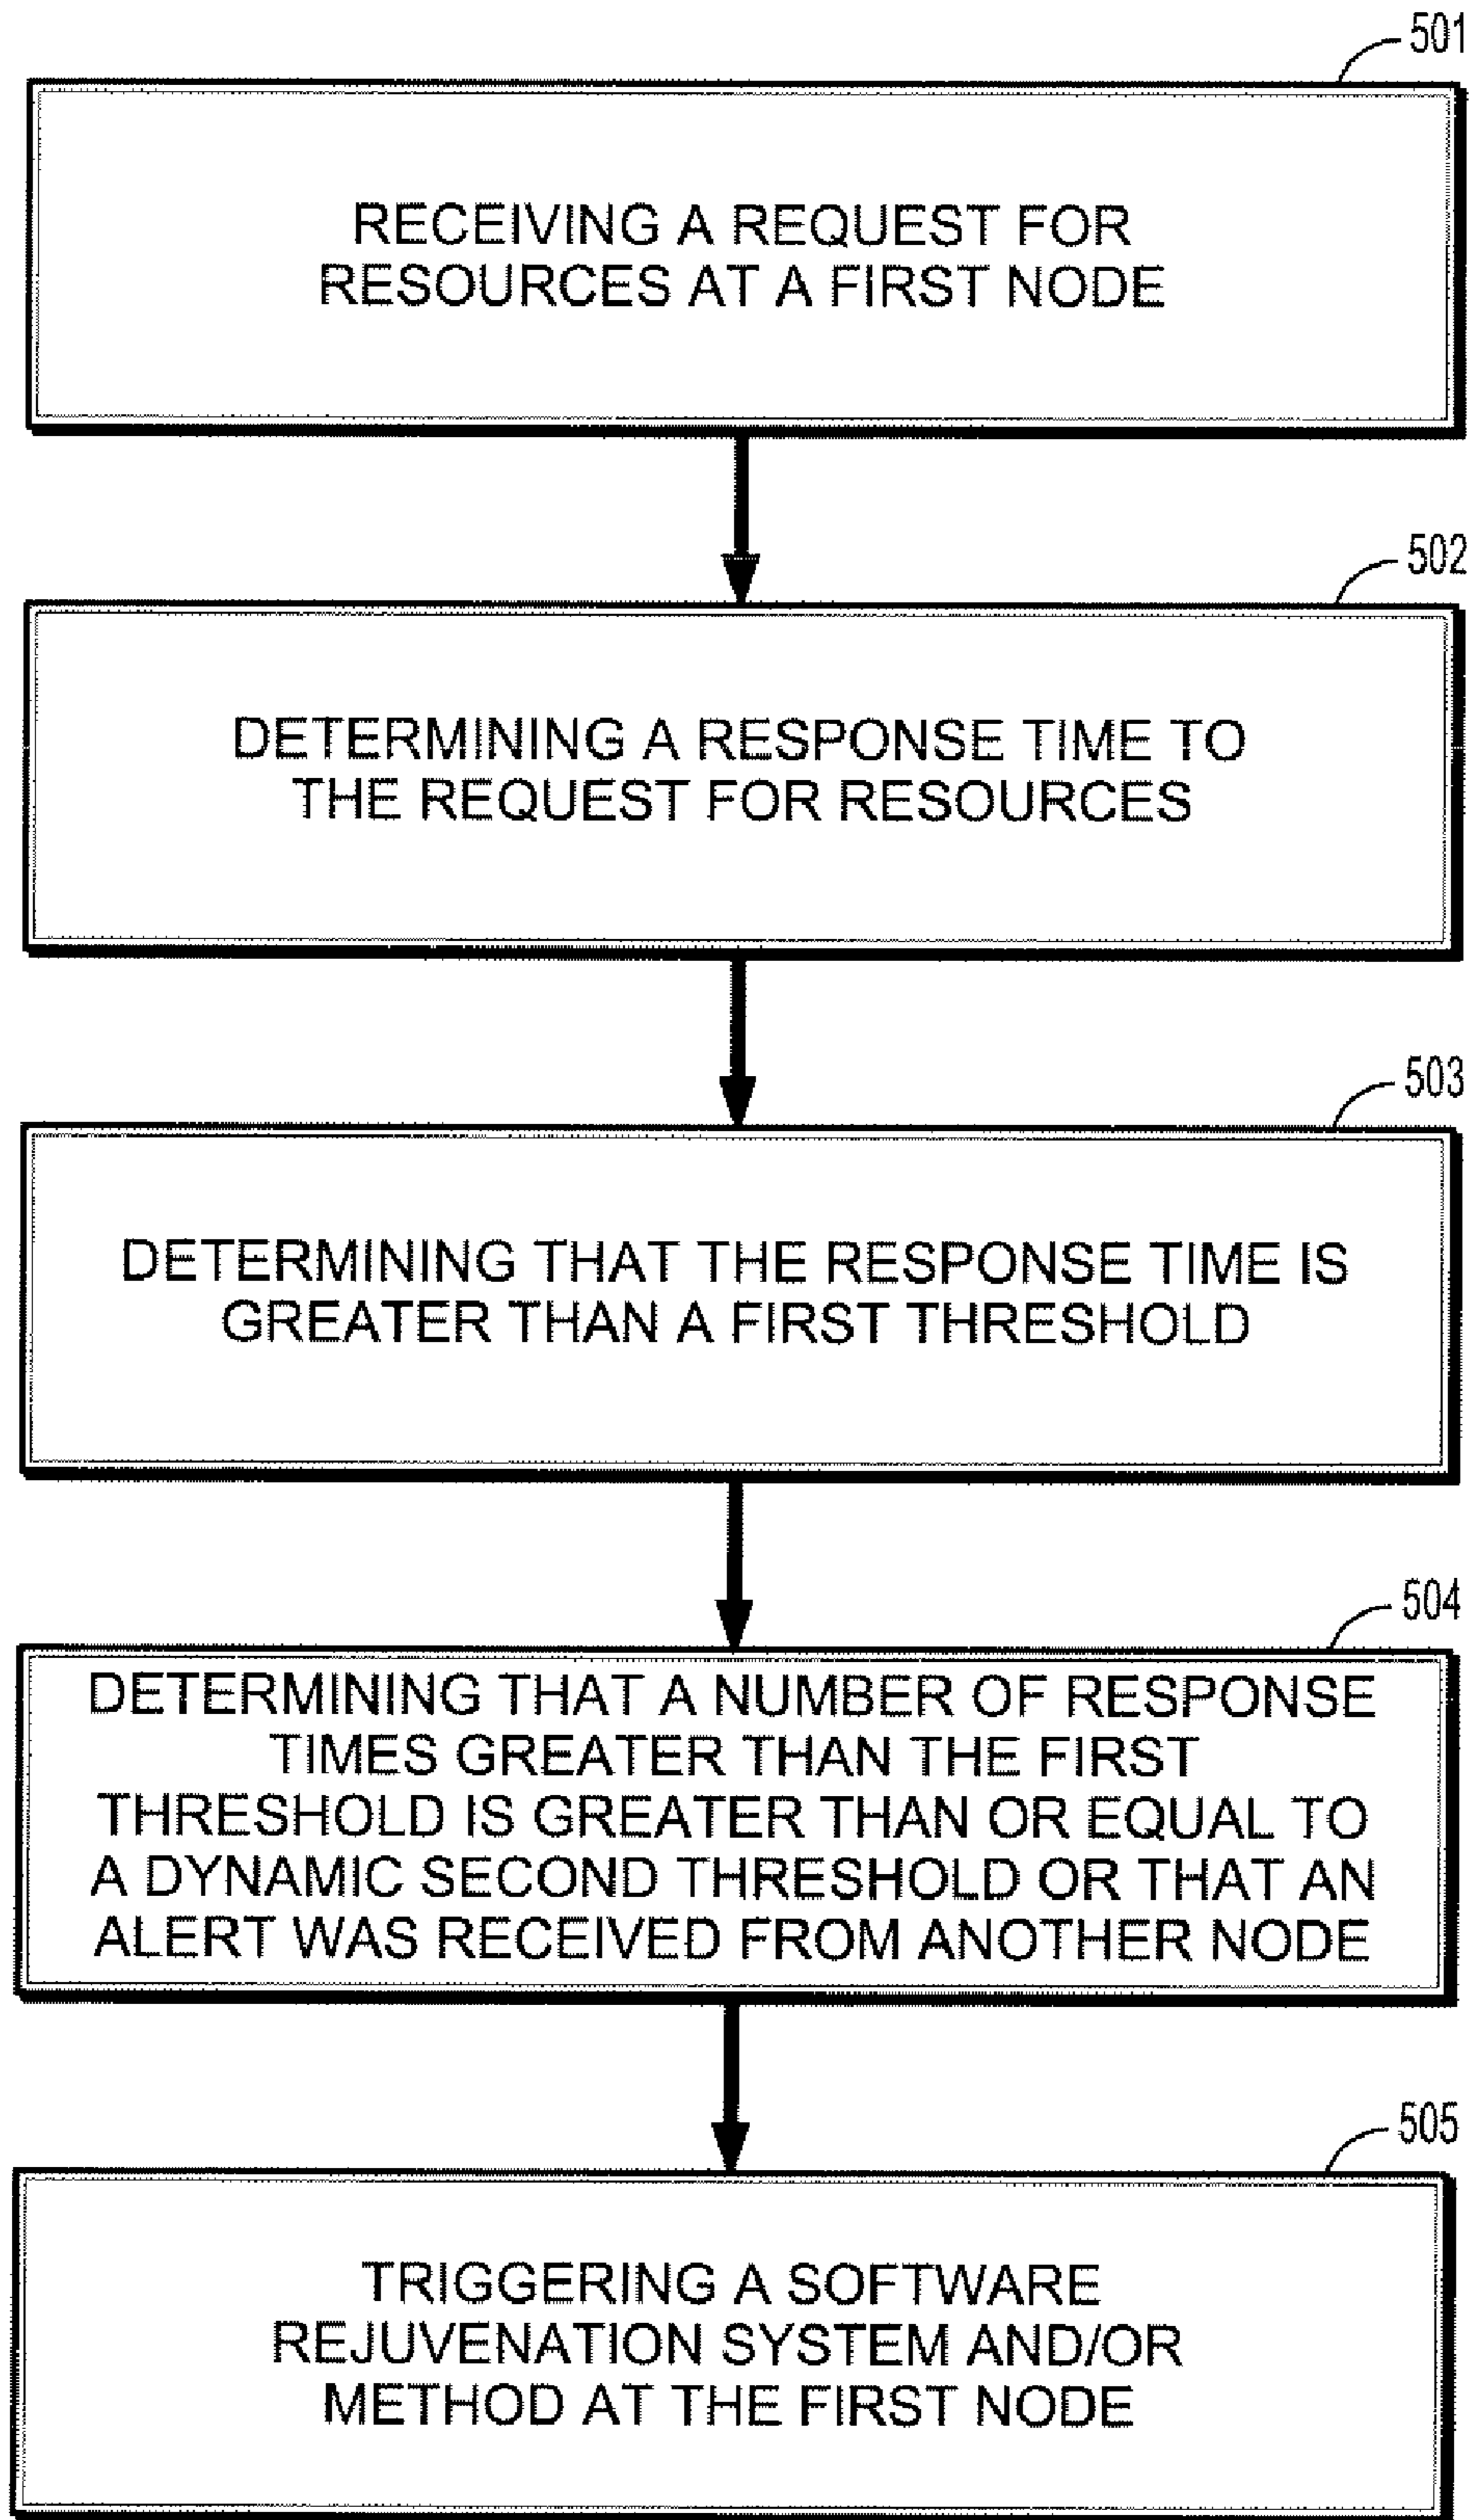 501
RECEIVING A REQUEST FOR
RESOURCES AT A FIRST NODE
502
DETERMINING A RESPONSE TIME TO
THE REQUEST FOR RESOURCES
503
DETERMINING THAT THE RESPONSE TIME IS
GREATER THAN A FIRST THRESHOLD
504
DETERMINING THAT A NUMBER OF RESPONSE
TIMES GREATER THAN THE FIRST
THRESHOLD IS GREATER THAN OR EQUAL TO
A DYNAMIC SECOND THRESHOLD OR THAT AN
ALERT WAS RECEIVED FROM ANOTHER NODE
505
TRIGGERING A SOFTWARE
REJUVENATION SYSTEM AND/OR
METHOD AT THE FIRST NODE